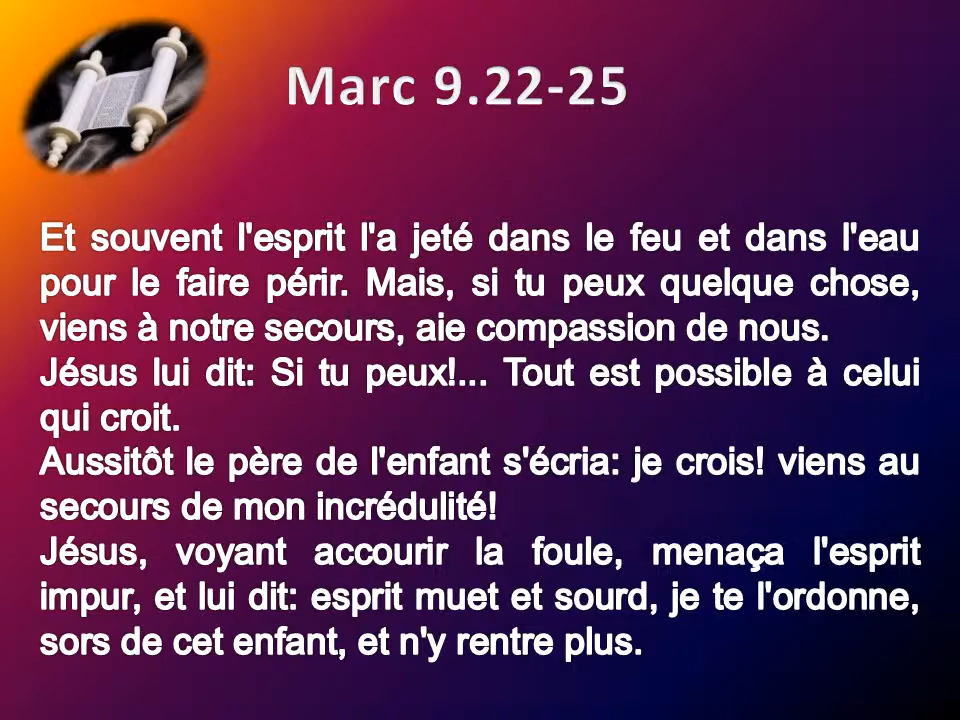 Marc 9.22-25
Et souvent l'esprit l'a jeté dans le feu et dans l'eau
pour le faire périr. Mais, si tu peux quelque chose,
viens à notre secours, aie compassion de nous.
Jésus lui dit: Si tu peux!... Tout est possible à celui
qui croit.
Aussitôt le père de l'enfant s'écria: je crois! viens au
secours de mon incrédulité!
Jésus, voyant accourir la foule, menaça l'esprit
impur, et lui dit: esprit muet et sourd, je te l'ordonne,
sors de cet enfant, et n'y rentre plus.